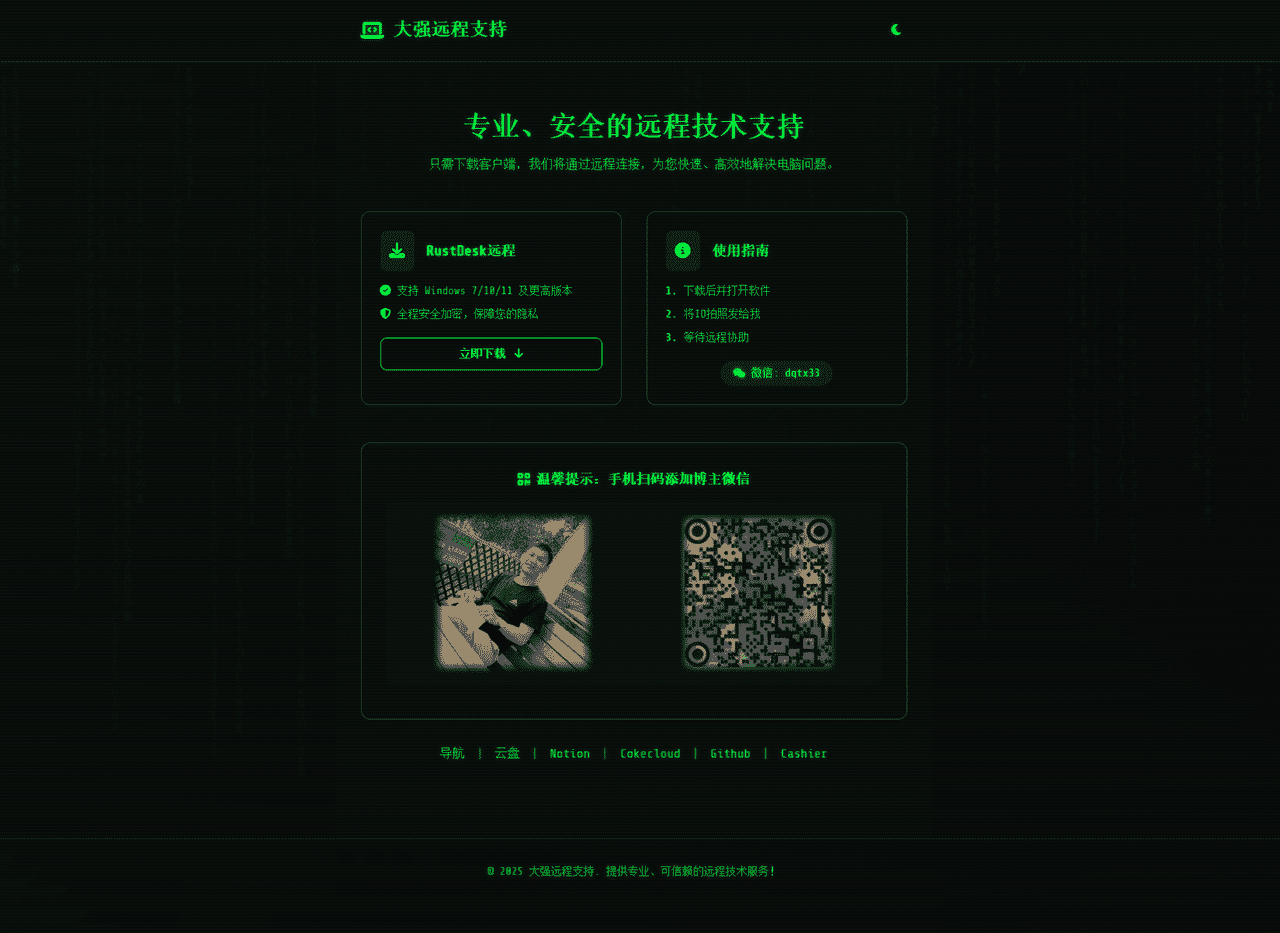 大强远程支持
专业、安全的远程技术支持
只需下载客户端，我们将通过远程连接，为您快速、高效地解决电脑问题。
RustDesk远程
支持 Windows 7/10/11 及更高版本
全程安全加密，保障您的隐私
立即下载
使用指南
1. 下载后并打开软件
2. 将ID拍照发给我
3. 等待远程协助
微信: dqtx33
温馨提示：手机扫码添加博主微信
导航 | 云盘 | Notion | Cokecloud | Github | Cashier
© 2025 大强远程支持. 提供专业、可信赖的远程技术服务!